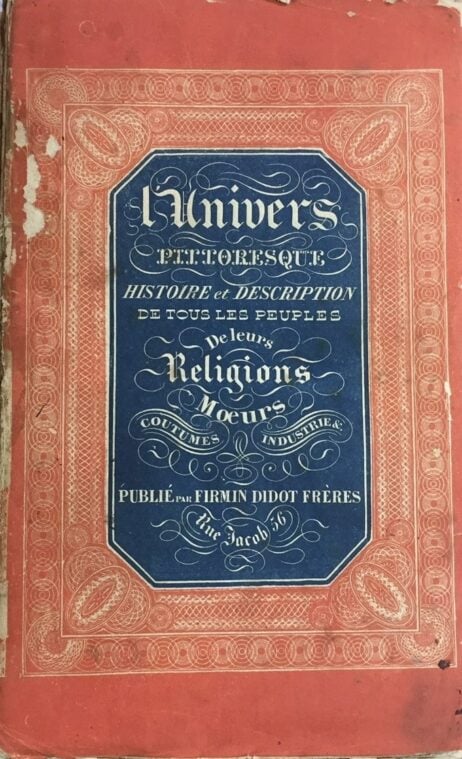 l'Univers
PITTORESQUE
HISTOIRE et DESCRIPTION
DE TOUS LES PEUPLES
De leurs
Religions
Mœurs
COUTUMES INDUSTRIE &.
PUBLIÉ PAR FIRMIN DIDOT FRÈRES
Rue Jacob 56